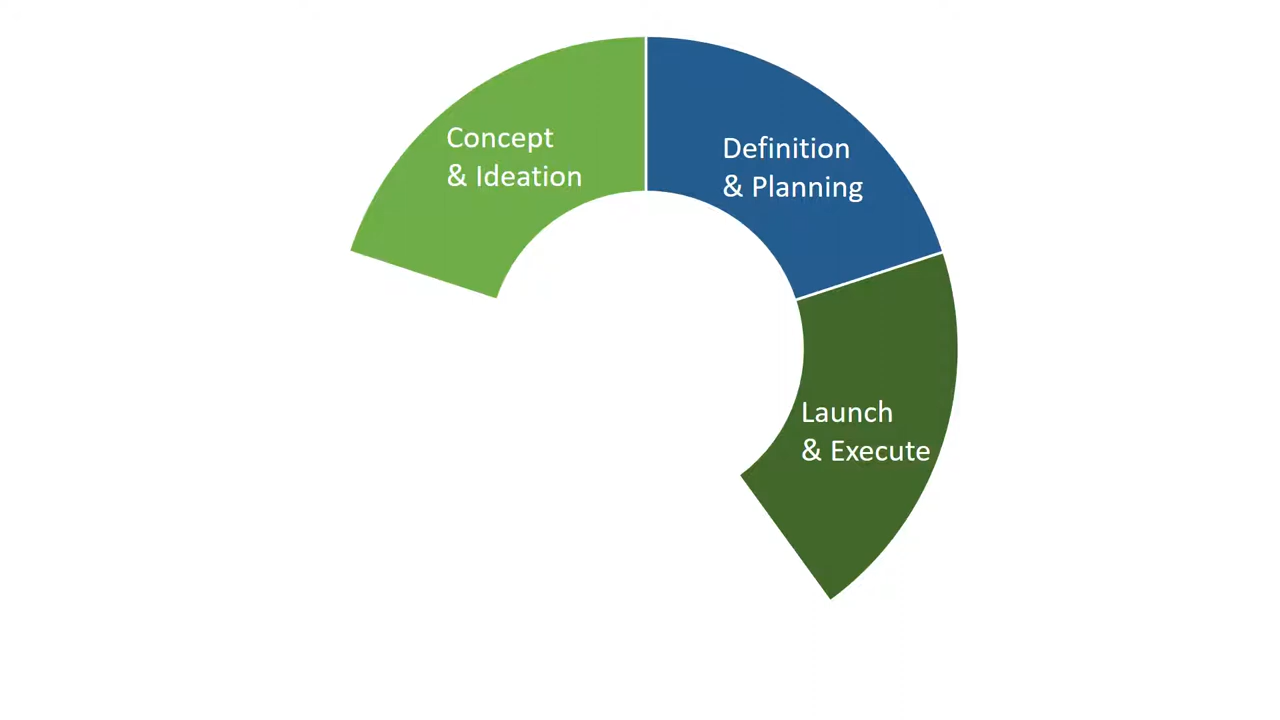 Concept
& Ideation
Definition
& Planning
Launch
& Execute